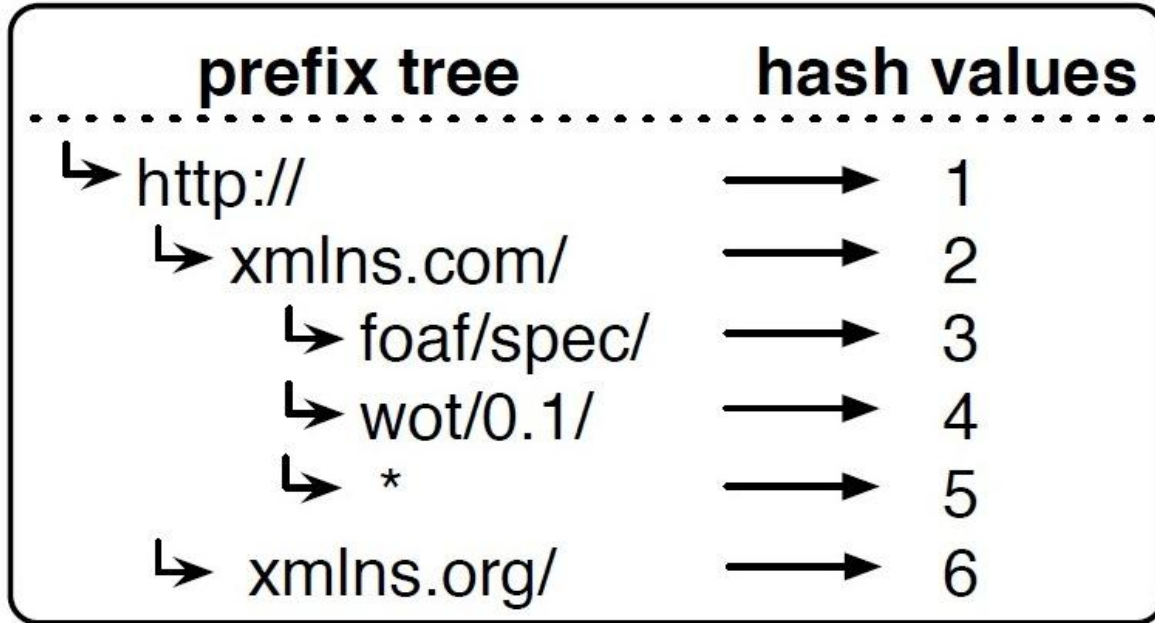 prefix tree hash values
http:// 1
xmlns.com/ 2
foaf/spec/ 3
wot/0.1/ 4
* 5
xmlns.org/ 6